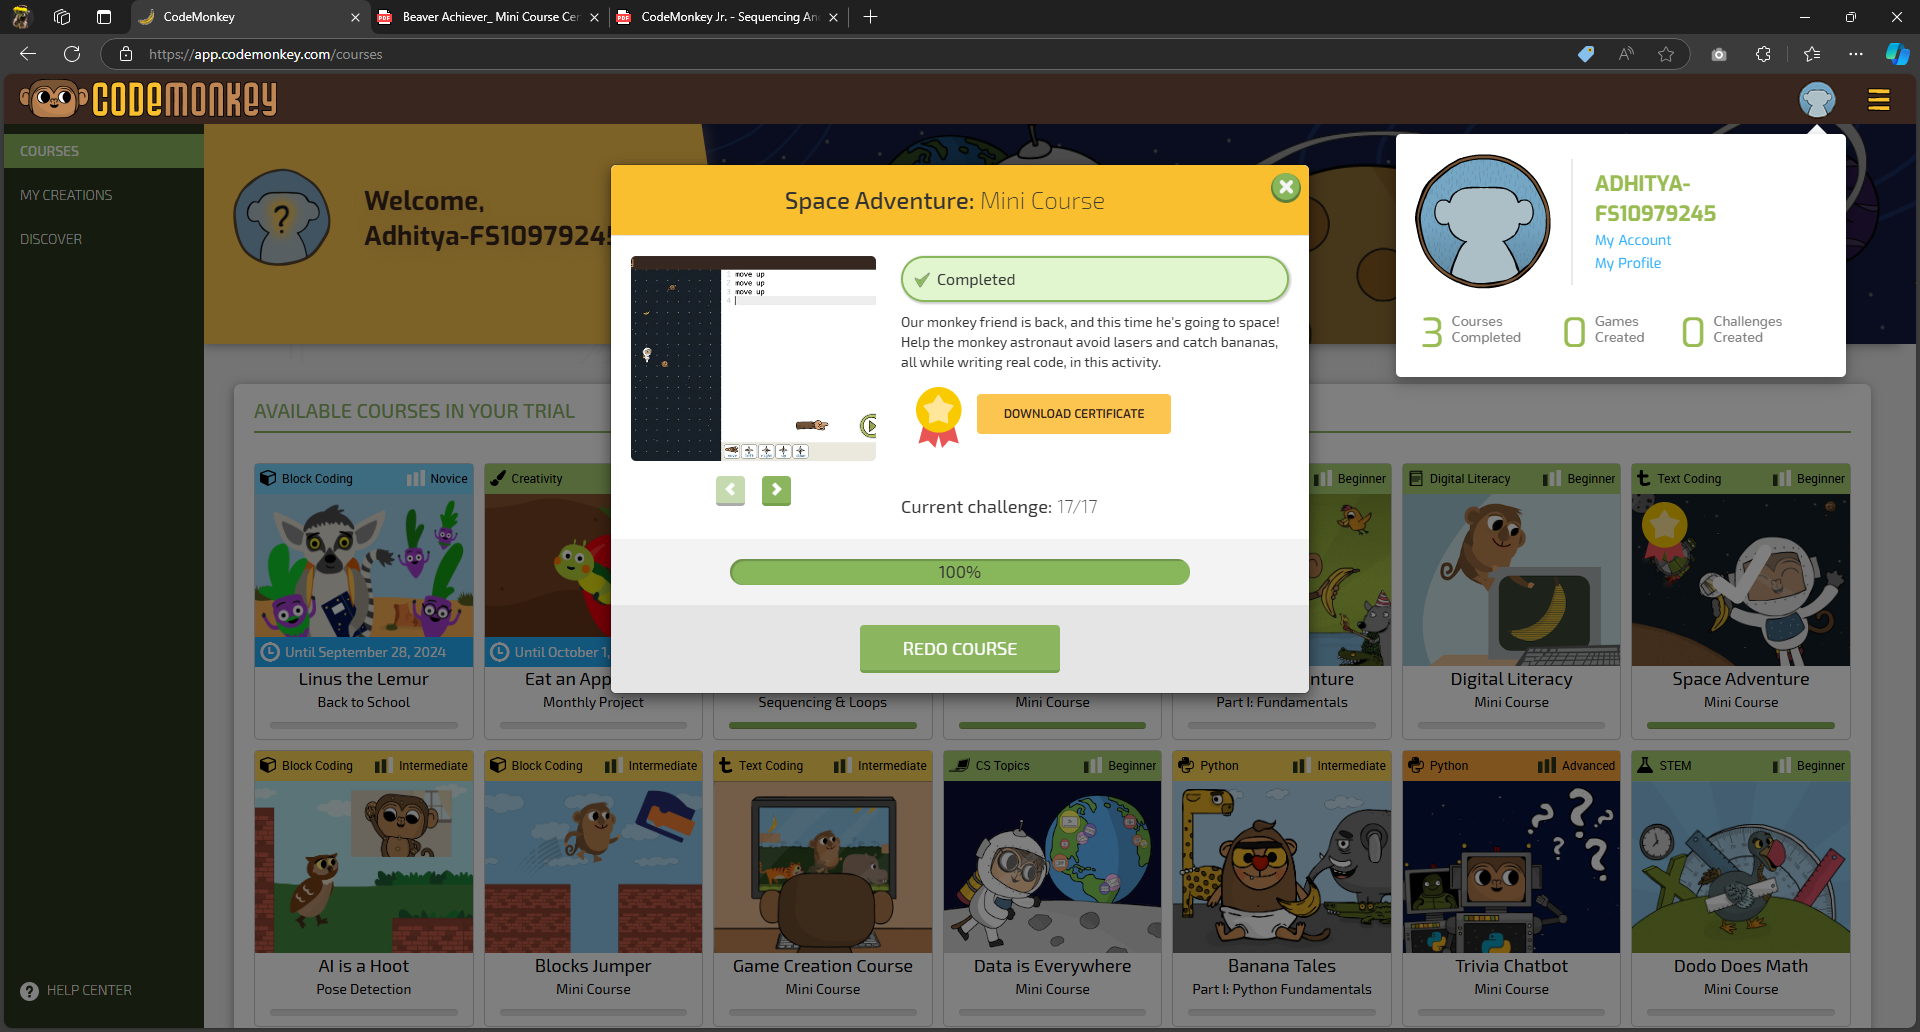 CodeMonkey
Beaver Achiever_ Mini Course Cer
CodeMonkey Jr. - Sequencing An
https://app.codemonkey.com/courses
CODEMONKEY
COURSES
MY CREATIONS
DISCOVER
HELP CENTER
Welcome,
Adhitya-FS10979245
Space Adventure: Mini Course
1 move up
2 move up
3 move up
4
Completed
Our monkey friend is back, and this time he's going to space!
Help the monkey astronaut avoid lasers and catch bananas,
all while writing real code, in this activity.
DOWNLOAD CERTIFICATE
Current challenge: 17/17
100%
REDO COURSE
ADHITYA-
FS10979245
My Account
My Profile
3 Courses Completed
0 Games Created
0 Challenges Created
AVAILABLE COURSES IN YOUR TRIAL
Block Coding Novice
Until September 28, 2024
Linus the Lemur
Back to School
Creativity
Until October 1,
Eat an App
Monthly Project
Sequencing & Loops
Mini Course
Beginner
nture
Part I: Fundamentals
Digital Literacy Beginner
Digital Literacy
Mini Course
Text Coding Beginner
Space Adventure
Mini Course
Block Coding Intermediate
AI is a Hoot
Pose Detection
Block Coding Intermediate
Blocks Jumper
Mini Course
Text Coding Intermediate
Game Creation Course
Mini Course
CS Topics Beginner
Data is Everywhere
Mini Course
Python Intermediate
Banana Tales
Part I: Python Fundamentals
Python Advanced
Trivia Chatbot
Mini Course
STEM Beginner
Dodo Does Math
Mini Course